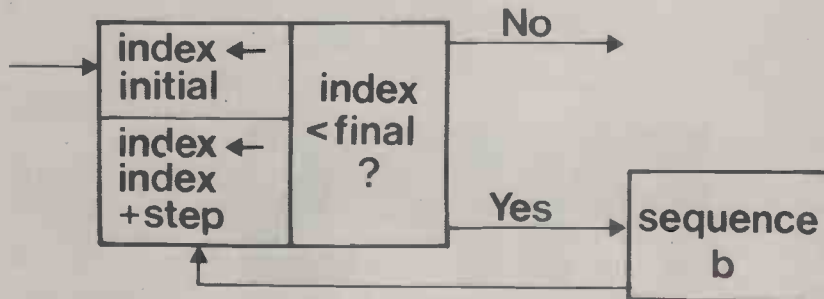 index ←
initial
index ←
index
+step
index
< final
?
No
Yes
sequence
b